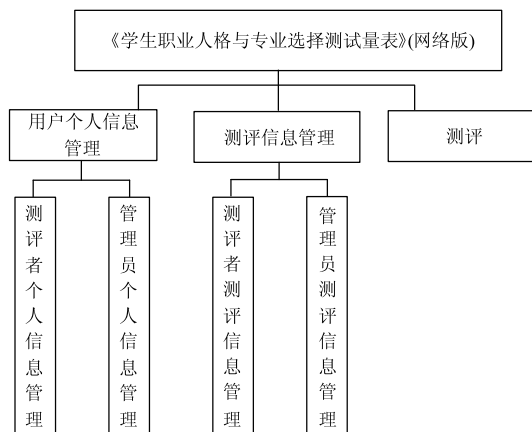 《学生职业人格与专业选择测试量表》(网络版)
用户个人信息
管理
测评信息管理
测评
测评者个人信息管理
管理员个人信息管理
测评者测评信息管理
管理员测评信息管理